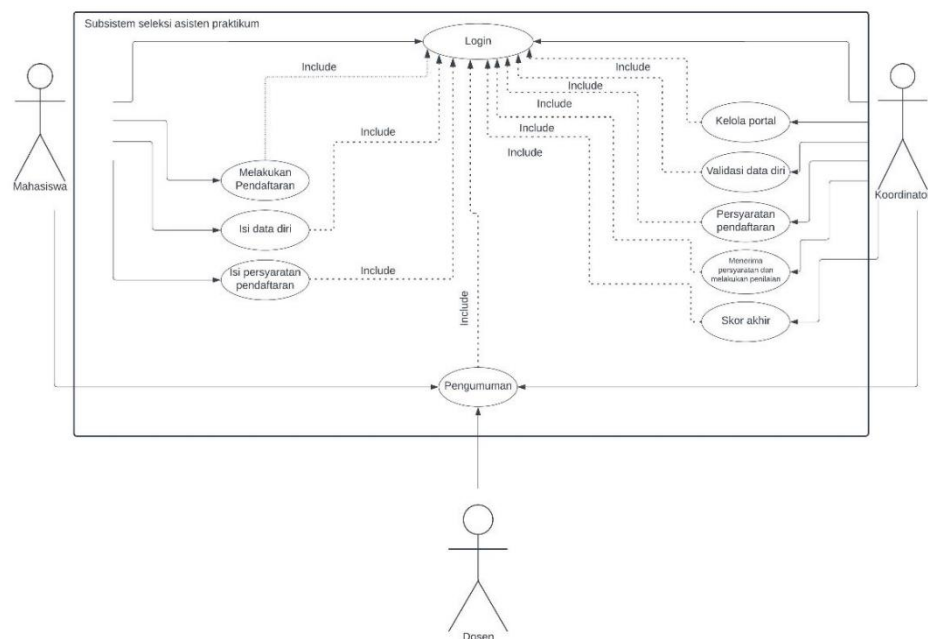 Subsistem seleksi asisten praktikum
Login
Include
Include
Include
Include
Kelola portal
Include
Include
Include
Include
Melakukan
Pendaftaran
Validasi data diri
Mahasiswa
Koordinato
Isi data diri
Persyaratan
pendaftaran
Isi persyaratan
pendaftaran
Include
Menerima
persyaratan dan
melakukan penilaian
Include
Skor akhir
Pengumuman
Dosen